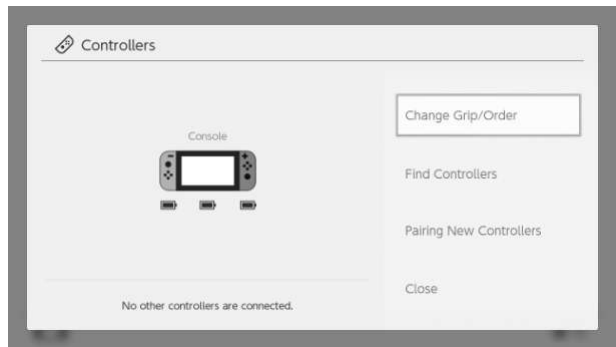 Controllers
Console
No other controllers are connected.
Change Grip/Order
Find Controllers
Pairing New Controllers
Close